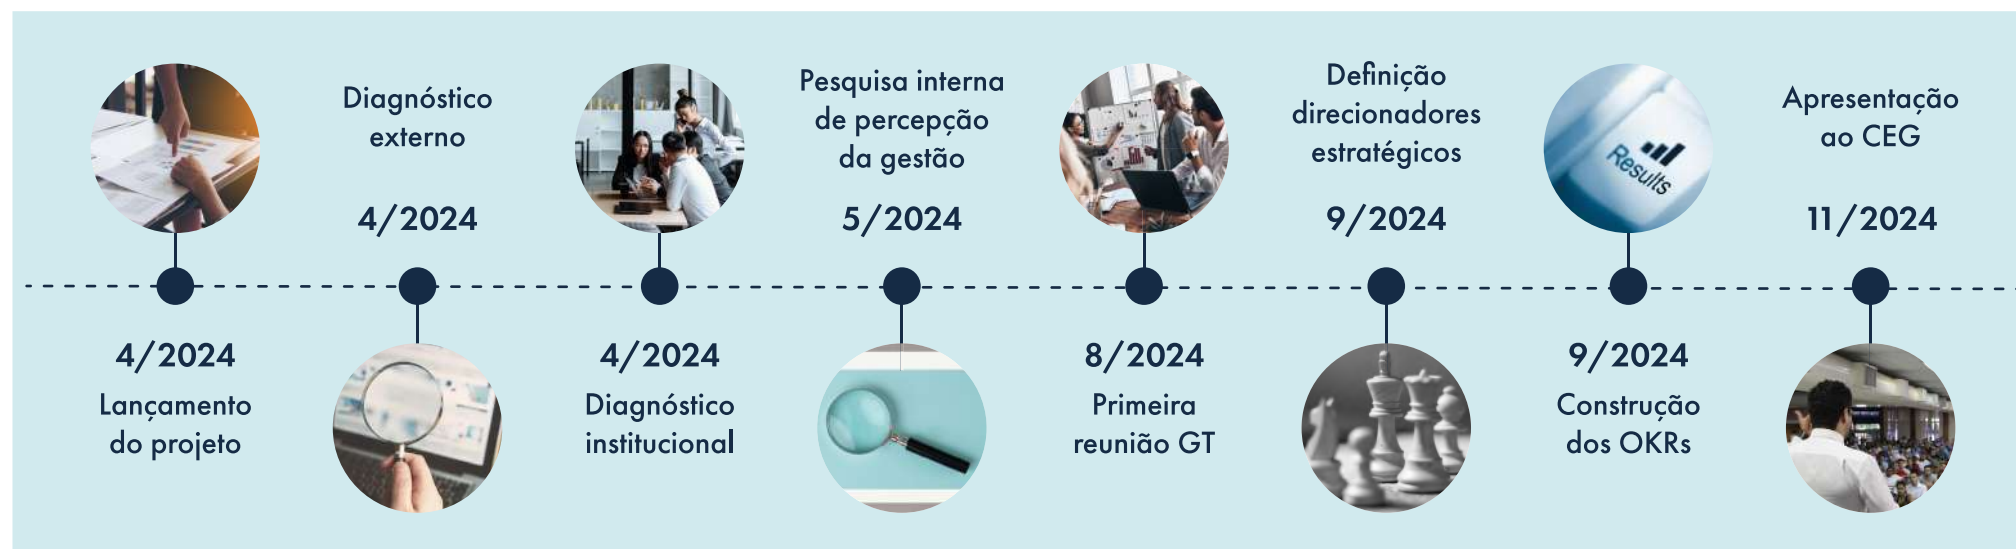 4/2024
Lançamento
do projeto
Diagnóstico
externo
4/2024
4/2024
Diagnóstico
institucional
Pesquisa interna
de percepção
da gestão
5/2024
8/2024
Primeira
reunião GT
Definição
direcionadores
estratégicos
9/2024
Results
9/2024
Construção
dos OKRs
Apresentação
ao CEG
11/2024